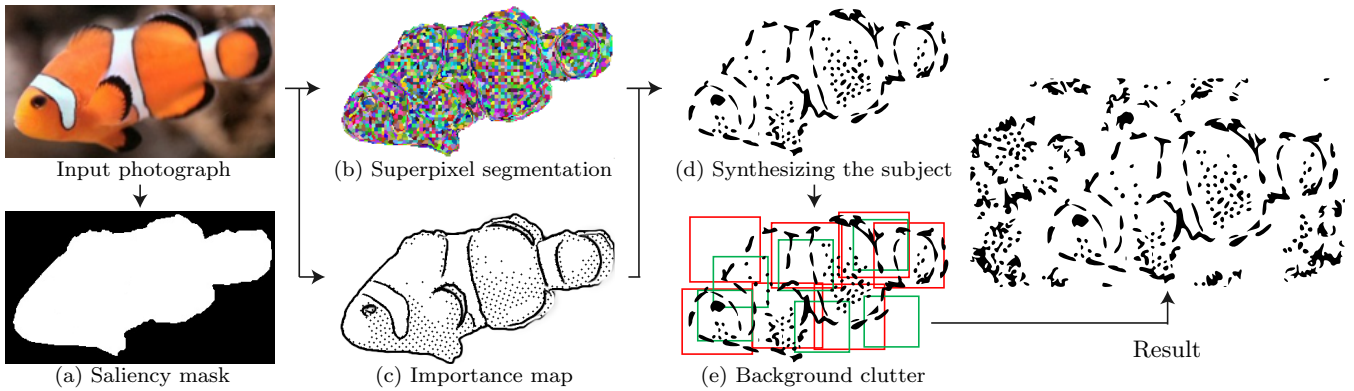 Input photograph
(a) Saliency mask
(b) Superpixel segmentation
(c) Importance map
(d) Synthesizing the subject
(e) Background clutter
Result